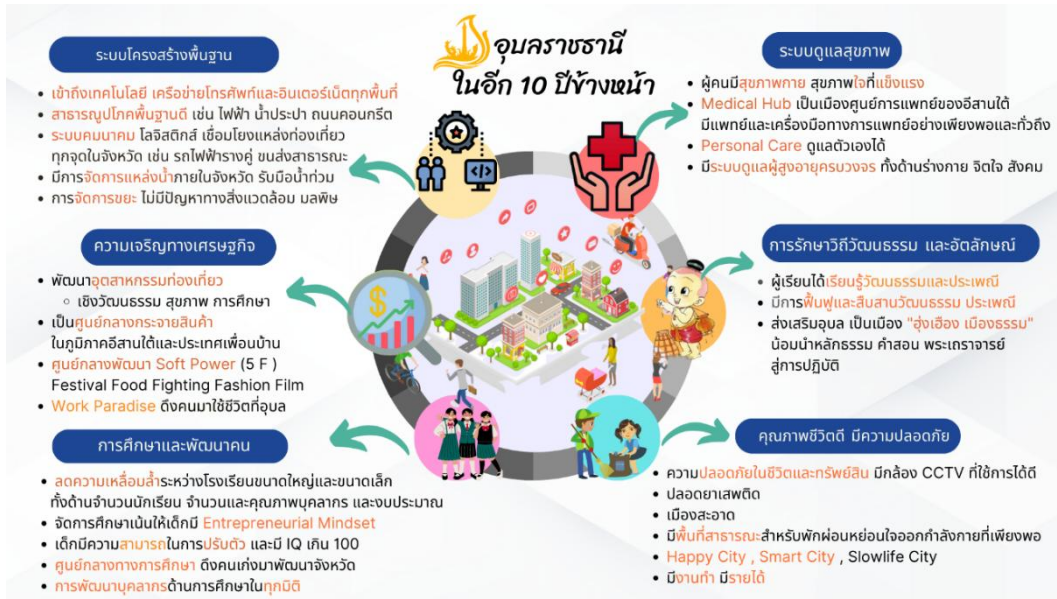 อุบลราชธานี
ในอีก 10 ปีข้างหน้า
ระบบโครงสร้างพื้นฐาน
• เข้าถึงเทคโนโลยี เครือข่ายโทรศัพท์และอินเตอร์เน็ตทุกพื้นที่
• สาธารณูปโภคพื้นฐานดี เช่น ไฟฟ้า น้ำประปา ถนนคอนกรีต
• ระบบคมนาคม โลจิสติกส์ เชื่อมโยงแหล่งท่องเที่ยว
ทุกจุดในจังหวัด เช่น รถไฟฟ้ารางคู่ ขนส่งสาธารณะ
• มีการจัดการแหล่งน้ำภายในจังหวัด รับมือน้ำท่วม
• การจัดการขยะ ไม่มีปัญหาทางสิ่งแวดล้อม มลพิษ
ความเจริญทางเศรษฐกิจ
• พัฒนาอุตสาหกรรมท่องเที่ยว
○ เชิงวัฒนธรรม สุขภาพ การศึกษา
• เป็นศูนย์กลางกระจายสินค้า
ในภูมิภาคอีสานใต้และประเทศเพื่อนบ้าน
• ศูนย์กลางพัฒนา Soft Power (5 F )
Festival Food Fighting Fashion Film
• Work Paradise ดึงคนมาใช้ชีวิตที่อุบล
การศึกษาและพัฒนาคน
• ลดความเหลื่อมล้ำระหว่างโรงเรียนขนาดใหญ่และขนาดเล็ก
ทั้งด้านจำนวนนักเรียน จำนวนและคุณภาพบุคลากร และงบประมาณ
• จัดการศึกษาเน้นให้เด็กมี Entrepreneurial Mindset
• เด็กมีความสามารถในการปรับตัว และมี IQ เกิน 100
• ศูนย์กลางทางการศึกษา ดึงคนเก่งมาพัฒนาจังหวัด
• การพัฒนาบุคลากรด้านการศึกษาในทุกมิติ
ระบบดูแลสุขภาพ
• ผู้คนมีสุขภาพกาย สุขภาพใจที่แข็งแรง
• Medical Hub เป็นเมืองศูนย์การแพทย์ของอีสานใต้
มีแพทย์และเครื่องมือทางการแพทย์อย่างเพียงพอและทั่วถึง
• Personal Care ดูแลตัวเองได้
• มีระบบดูแลผู้สูงอายุครบวงจร ทั้งด้านร่างกาย จิตใจ สังคม
การรักษาวิถีวัฒนธรรม และอัตลักษณ์
• ผู้เรียนได้เรียนรู้วัฒนธรรมและประเพณี
• มีการฟื้นฟูและสืบสานวัฒนธรรม ประเพณี
• ส่งเสริมอุบล เป็นเมือง "ฮุ่งเฮือง เมืองธรรม"
น้อมนำหลักธรรม คำสอน พระเถราจารย์
สู่การปฏิบัติ
คุณภาพชีวิตดี มีความปลอดภัย
• ความปลอดภัยในชีวิตและทรัพย์สิน มีกล้อง CCTV ที่ใช้การได้ดี
• ปลอดยาเสพติด
• เมืองสะอาด
• มีพื้นที่สาธารณะสำหรับพักผ่อนหย่อนใจออกกำลังกายที่เพียงพอ
• Happy City , Smart City , Slowlife City
• มีงานทำ มีรายได้